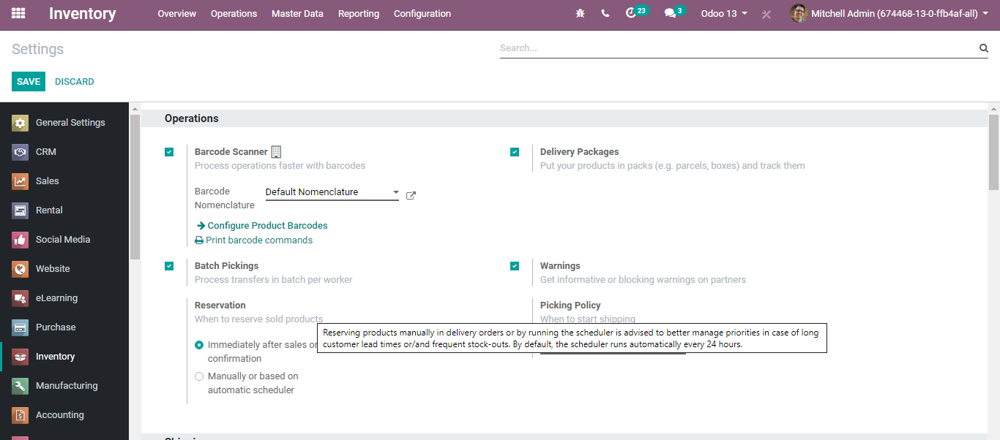 Inventory Overview Operations Master Data Reporting Configuration 23 3 Odoo 13 Mitchell Admin (674468-13-0-ffb4af-all)
Settings
Search...
SAVE DISCARD
General Settings
CRM
Sales
Rental
Social Media
Website
eLearning
Purchase
Inventory
Manufacturing
Accounting
Operations
Barcode Scanner
Process operations faster with barcodes
Barcode
Nomenclature
Default Nomenclature
Configure Product Barcodes
Print barcode commands
Delivery Packages
Put your products in packs (e.g. parcels, boxes) and track them
Batch Pickings
Process transfers in batch per worker
Warnings
Get informative or blocking warnings on partners
Reservation
When to reserve sold products
Immediately after sales
confirmation
Manually or based on
automatic scheduler
Picking Policy
When to start shipping
Reserving products manually in delivery orders or by running the scheduler is advised to better manage priorities in case of long
customer lead times or/and frequent stock-outs. By default, the scheduler runs automatically every 24 hours.